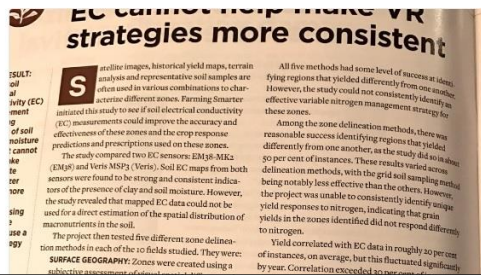 EC cannot help make VR
strategies more consistent
ESULT:
oil
al
ivity (EC)
ment
g
of soil
moisture
cannot
ke
te
zer
nore
sing
e
use a
egy
Satellite images, historical yield maps, terrain
analysis and representative soil samples are
often used in various combinations to char-
acterize different zones. Farming Smarter
initiated this study to see if soil electrical conductivity
(EC) measurements could improve the accuracy and
effectiveness of these zones and the crop response
predictions and prescriptions used on these zones.
The study compared two EC sensors: EM38-MK2
(EM38) and Veris MSP3 (Veris). Soil EC maps from both
sensors were found to be strong and consistent indica-
tors of the presence of clay and soil moisture. However,
the study revealed that mapped EC data could not be
used for a direct estimation of the spatial distribution of
macronutrients in the soil.
The project then tested five different zone delinea-
tion methods in each of the 10 fields studied. They were:
SURFACE GEOGRAPHY: Zones were created using a
subjective assessment of
All five methods had some level of success at identi-
fying regions that yielded differently from one another.
However, the study could not consistently identify an
effective variable nitrogen management strategy for
these zones.
Among the zone delineation methods, there was
reasonable success identifying regions that yielded
differently from one another, as the study did so in about
50 per cent of instances. These results varied across
delineation methods, with the grid soil sampling method
being notably less effective than the others. However,
the project was unable to consistently identify unique
yield responses to nitrogen, indicating that grain
yields in the zones identified did not respond differently
to nitrogen.
Yield correlated with EC data in roughly 20 per cent
of instances, on average, but this fluctuated significantly
by year. Correlation exceeded 30 per cent of